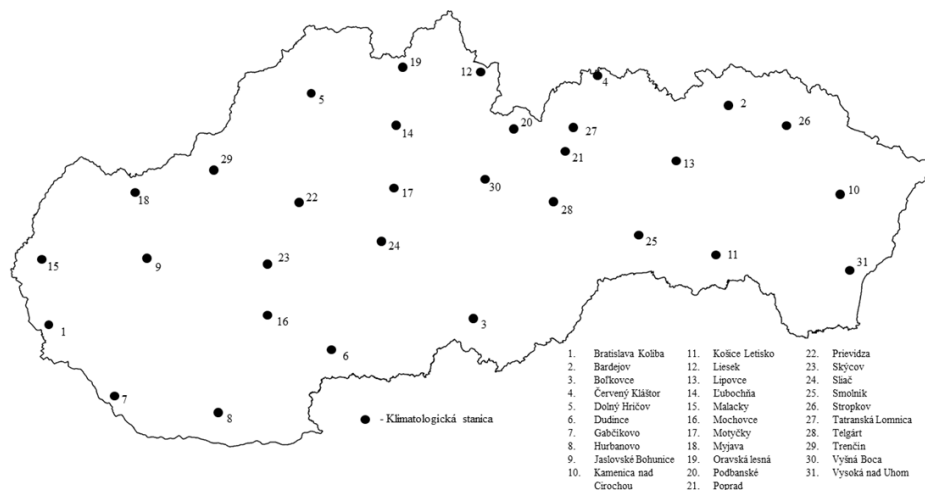 19
12
4
5
2
26
14
20
27
21
13
29
18
22
17
30
10
28
24
25
15
9
23
11
31
16
1
3
6
7
8
- Klimatologická stanica
1. Bratislava Koliba
2. Bardejov
3. Boľkovce
4. Červený Kláštor
5. Dolný Hričov
6. Dudince
7. Gabčíkovo
8. Hurbanovo
9. Jaslovské Bohunice
10. Kamenica nad
Cirochou
11. Košice Letisko
12. Liesek
13. Lipovce
14. Ľubochňa
15. Malacky
16. Mochovce
17. Motyčky
18. Myjava
19. Oravská lesná
20. Podbanské
21. Poprad
22. Prievidza
23. Skýcov
24. Sliač
25. Smolník
26. Stropkov
27. Tatranská Lomnica
28. Telgárt
29. Trenčín
30. Vyšná Boca
31. Vysoká nad Uhom